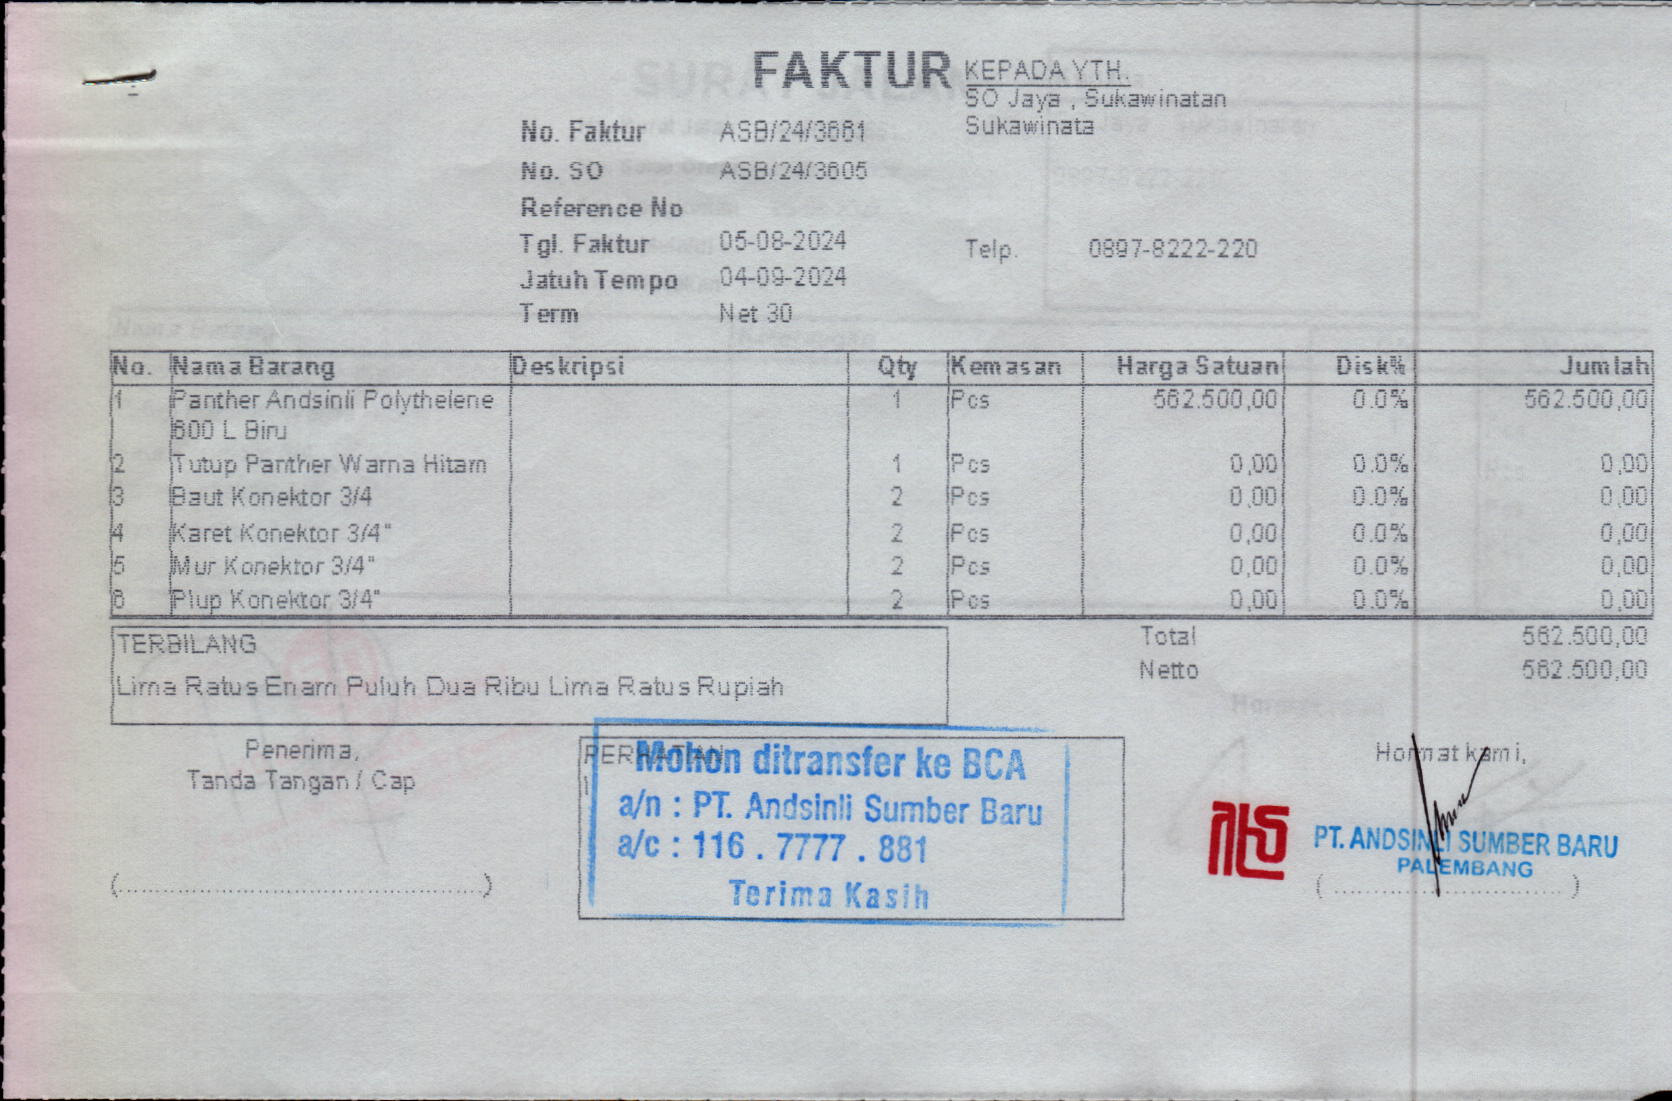 FAKTUR
KEPADA YTH.
SO Jaya , Sukawinatan
Sukawinata
No. Faktur ASB/24/3661
No. SO ASB/24/3605
Reference No
Tgl. Faktur 05-08-2024
Telp. 0897-8222-220
Jatuh Tempo 04-09-2024
Term Net 30
No. Nama Barang Deskripsi Qty Kemasan Harga Satuan Disk% Jumlah
1 Panther Andsinli Polythelene 1 Pcs 562.500,00 0.0% 562.500,00
600 L Biru
2 Tutup Panther Warna Hitam 1 Pcs 0,00 0.0% 0,00
3 Baut Konektor 3/4 2 Pcs 0,00 0.0% 0,00
4 Karet Konektor 3/4" 2 Pcs 0,00 0.0% 0,00
5 Mur Konektor 3/4" 2 Pcs 0,00 0.0% 0,00
6 Plup Konektor 3/4" 2 Pcs 0,00 0.0% 0,00
TERBILANG
Lima Ratus Enam Puluh Dua Ribu Lima Ratus Rupiah
Total 562.500,00
Netto 562.500,00
Penerima,
Tanda Tangan / Cap
PERHATIAN
Mohon ditransfer ke BCA
a/n : PT. Andsinli Sumber Baru
a/c : 116 . 7777 . 881
Terima Kasih
Hormat kami,
PT. ANDSINLI SUMBER BARU
PALEMBANG